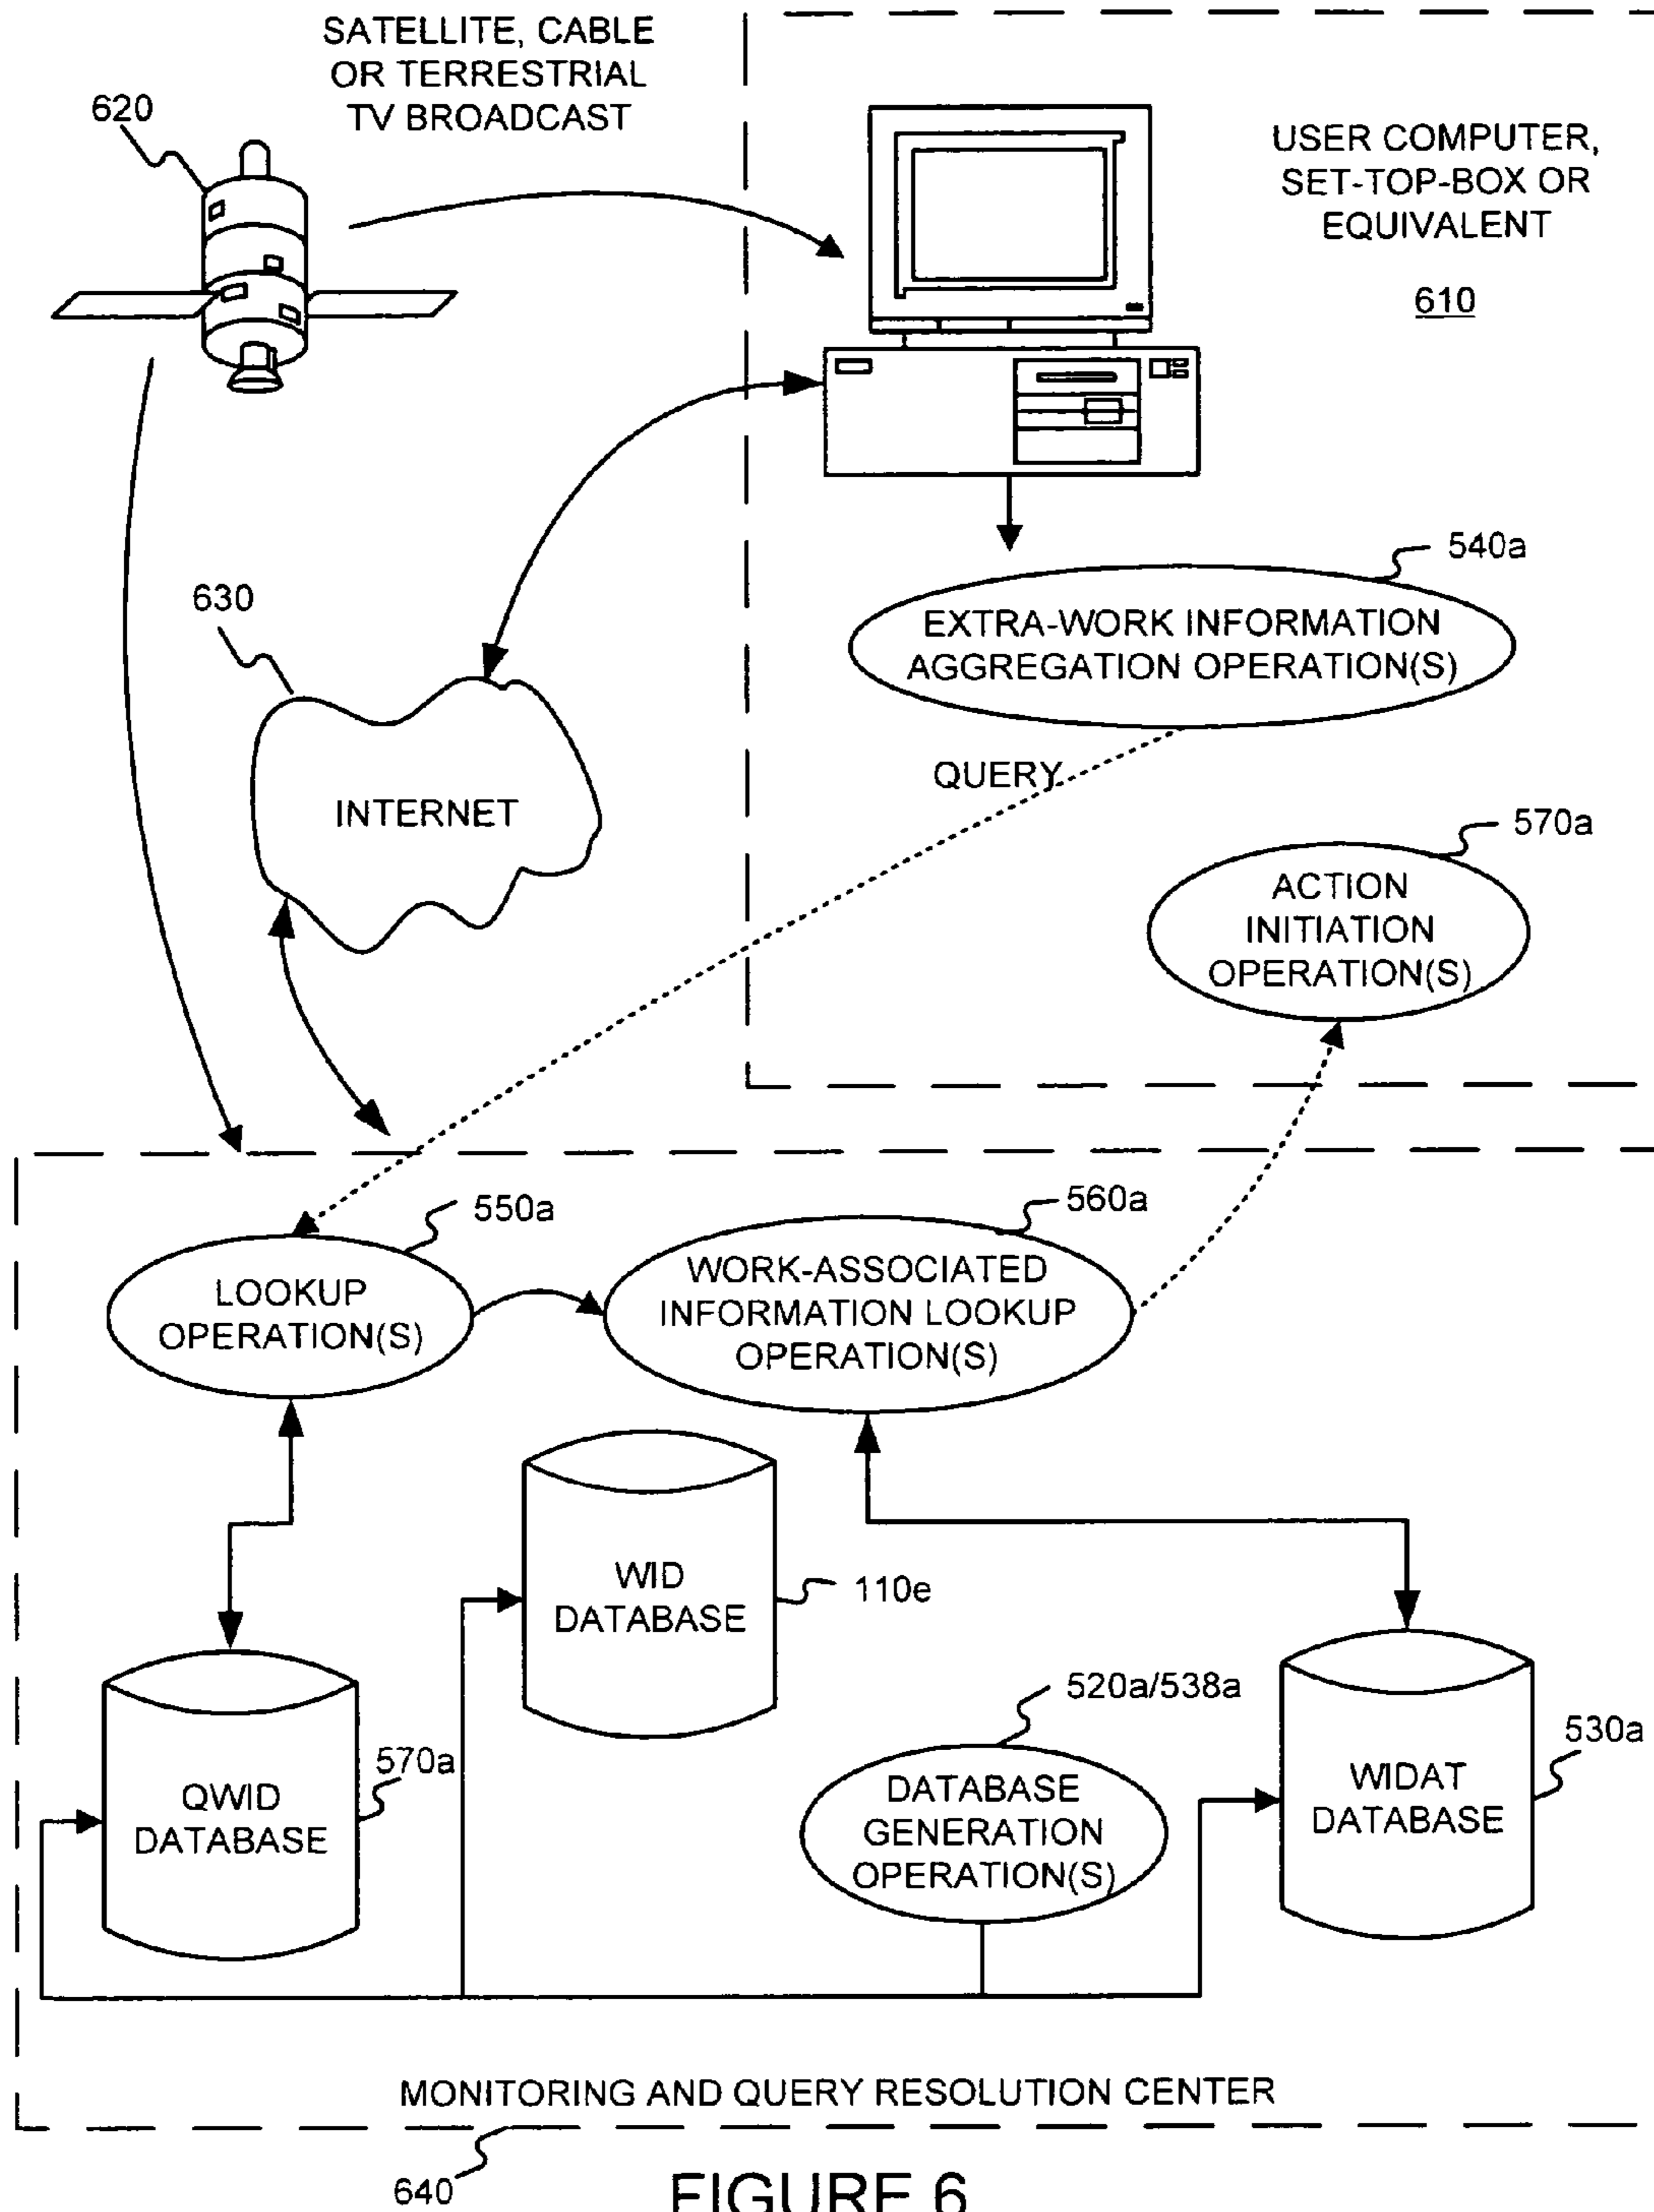 SATELLITE, CABLE
OR TERRESTRIAL
TV BROADCAST
620
USER COMPUTER,
SET-TOP-BOX OR
EQUIVALENT
610
540a
EXTRA-WORK INFORMATION
AGGREGATION OPERATION(S)
630
QUERY
INTERNET
570a
ACTION
INITIATION
OPERATION(S)
550a
560a
LOOKUP
OPERATION(S)
WORK-ASSOCIATED
INFORMATION LOOKUP
OPERATION(S)
WID
DATABASE
110e
520a/538a
530a
570a
QWID
DATABASE
DATABASE
GENERATION
OPERATION(S)
WIDAT
DATABASE
MONITORING AND QUERY RESOLUTION CENTER
640
FIGURE 6